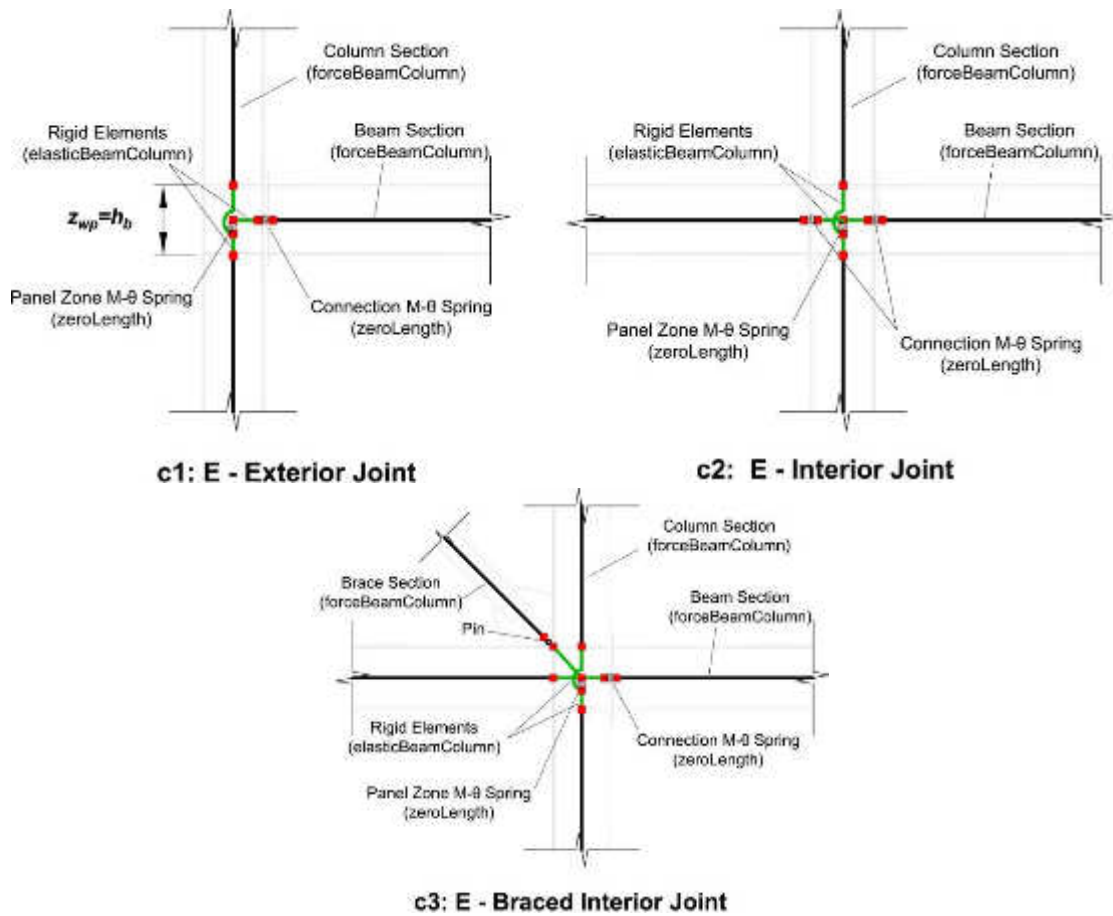 Column Section
(forceBeamColumn)
Rigid Elements
(elasticBeamColumn)
Beam Section
(forceBeamColumn)
z_wp=h_b
Panel Zone M-θ Spring
(zeroLength)
Connection M-θ Spring
(zeroLength)
c1: E - Exterior Joint
Column Section
(forceBeamColumn)
Rigid Elements
(elasticBeamColumn)
Beam Section
(forceBeamColumn)
Panel Zone M-θ Spring
(zeroLength)
Connection M-θ Spring
(zeroLength)
c2: E - Interior Joint
Column Section
(forceBeamColumn)
Brace Section
(forceBeamColumn)
Beam Section
(forceBeamColumn)
Pin
Rigid Elements
(elasticBeamColumn)
Connection M-θ Spring
(zeroLength)
Panel Zone M-θ Spring
(zeroLength)
c3: E - Braced Interior Joint